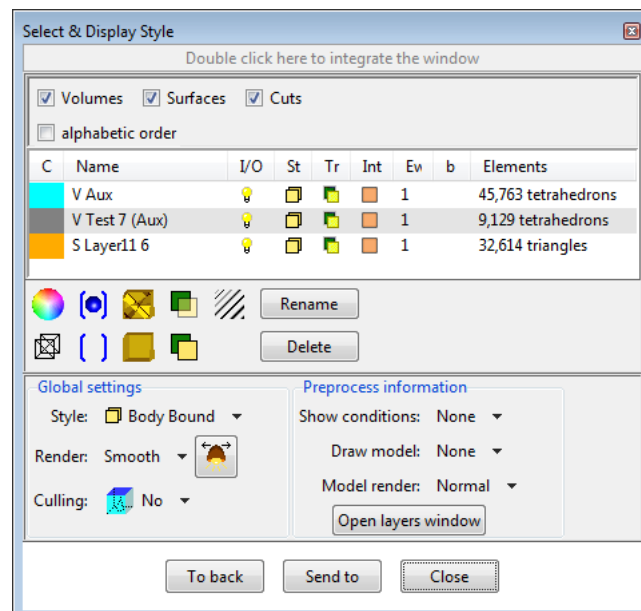 Select & Display Style
Double click here to integrate the window
Volumes Surfaces Cuts
alphabetic order
C Name I/O St Tr Int Ew b Elements
V Aux 1 45,763 tetrahedrons
V Test 7 (Aux) 1 9,129 tetrahedrons
S Layer11 6 1 32,614 triangles
Rename
Delete
Global settings
Style: Body Bound
Render: Smooth
Culling: No
Preprocess information
Show conditions: None
Draw model: None
Model render: Normal
Open layers window
To back Send to Close